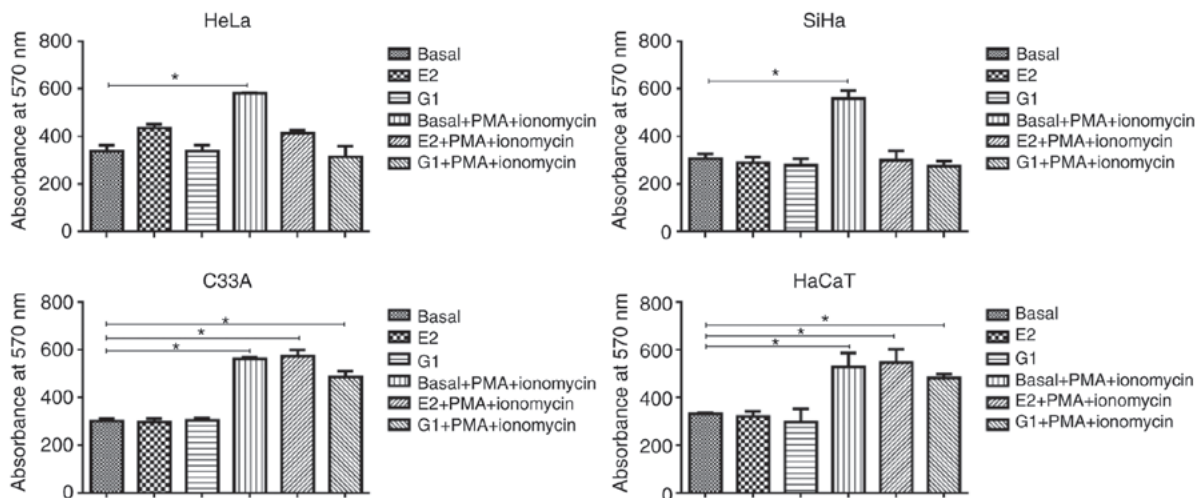 HeLa
Absorbance at 570 nm
800
600
400
200
0
*
Basal
E2
G1
Basal+PMA+ionomycin
E2+PMA+ionomycin
G1+PMA+ionomycin
SiHa
Absorbance at 570 nm
800
600
400
200
0
*
Basal
E2
G1
Basal+PMA+ionomycin
E2+PMA+ionomycin
G1+PMA+ionomycin
C33A
Absorbance at 570 nm
800
600
400
200
0
*
*
*
Basal
E2
G1
Basal+PMA+ionomycin
E2+PMA+ionomycin
G1+PMA+ionomycin
HaCaT
Absorbance at 570 nm
800
600
400
200
0
*
*
*
Basal
E2
G1
Basal+PMA+ionomycin
E2+PMA+ionomycin
G1+PMA+ionomycin